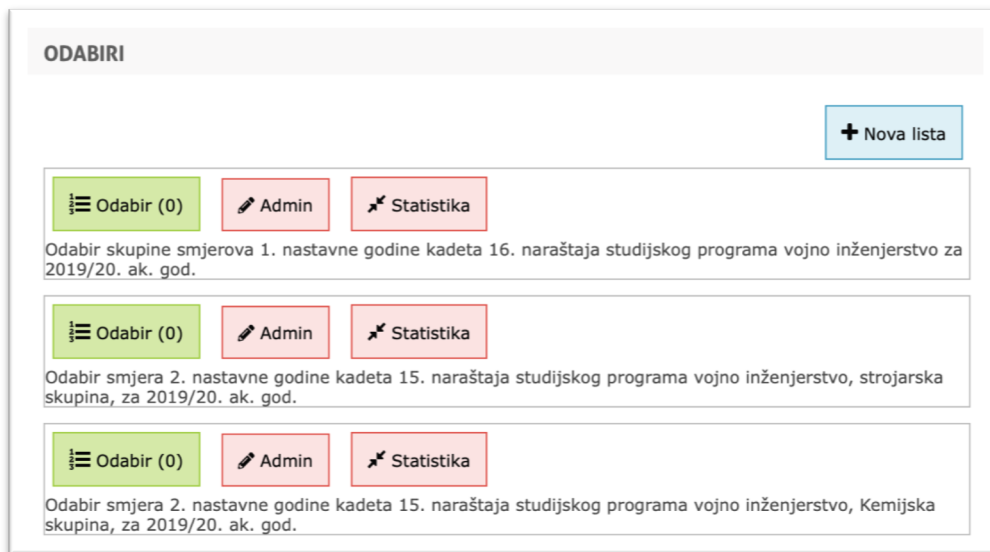 ODABIRI
Nova lista
Odabir (0) Admin Statistika
Odabir skupine smjerova 1. nastavne godine kadeta 16. naraštaja studijskog programa vojno inženjerstvo za
2019/20. ak. god.
Odabir (0) Admin Statistika
Odabir smjera 2. nastavne godine kadeta 15. naraštaja studijskog programa vojno inženjerstvo, strojarska
skupina, za 2019/20. ak. god.
Odabir (0) Admin Statistika
Odabir smjera 2. nastavne godine kadeta 15. naraštaja studijskog programa vojno inženjerstvo, Kemijska
skupina, za 2019/20. ak. god.